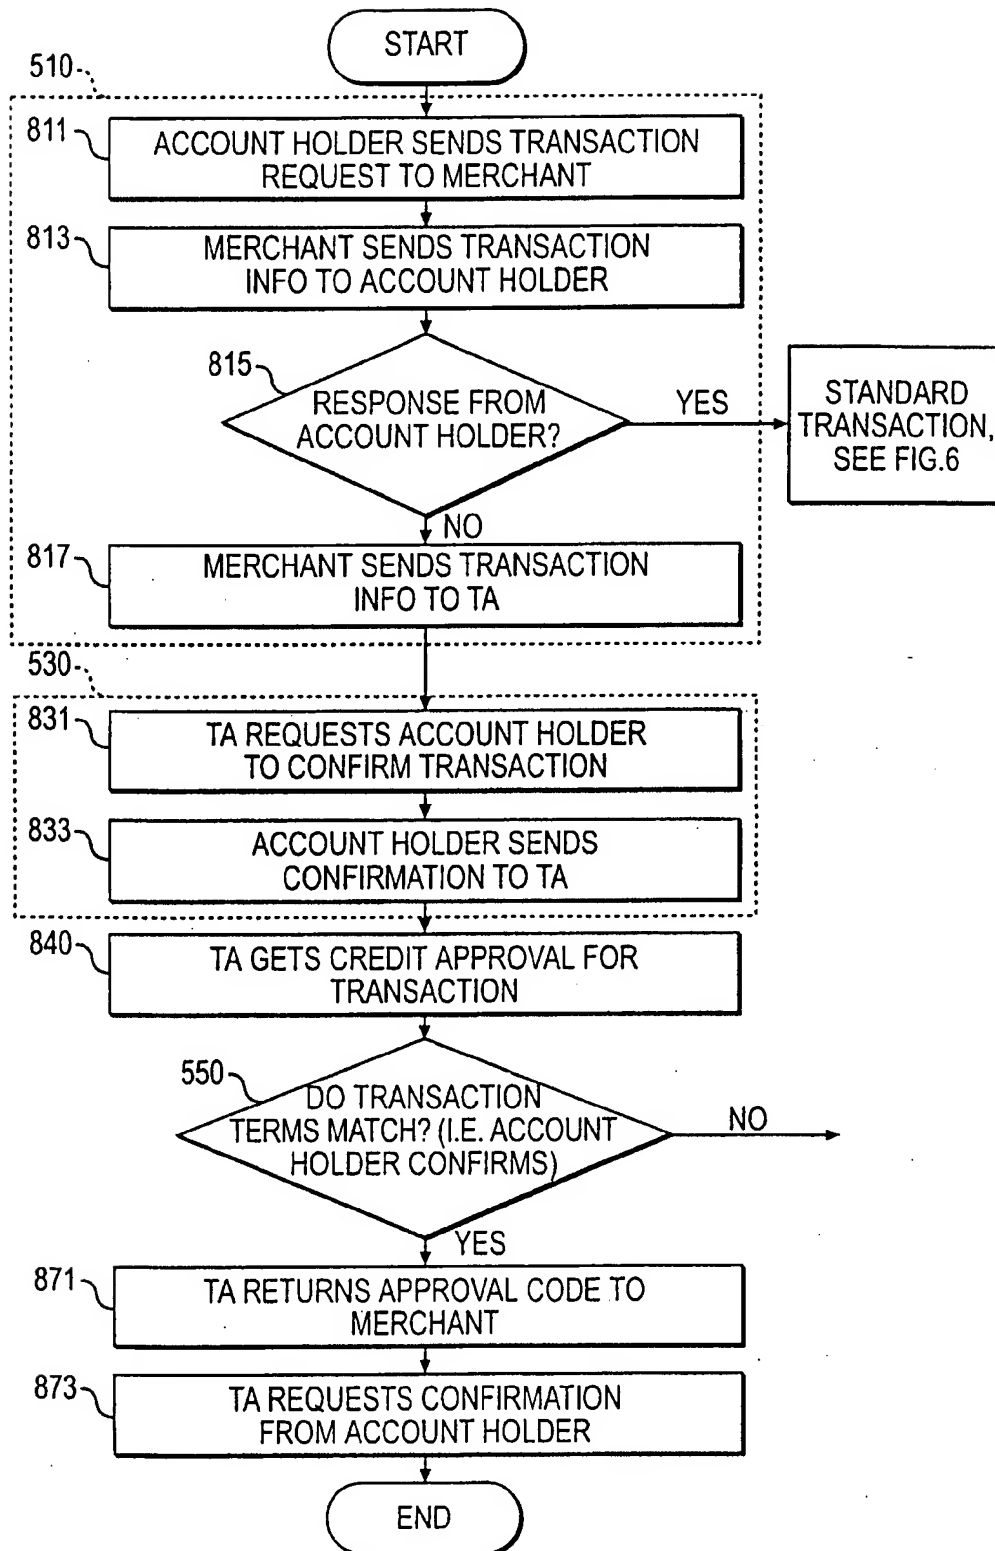 START
510
811
ACCOUNT HOLDER SENDS TRANSACTION
REQUEST TO MERCHANT
813
MERCHANT SENDS TRANSACTION
INFO TO ACCOUNT HOLDER
815
RESPONSE FROM
ACCOUNT HOLDER?
YES
STANDARD
TRANSACTION,
SEE FIG.6
NO
817
MERCHANT SENDS TRANSACTION
INFO TO TA
530
831
TA REQUESTS ACCOUNT HOLDER
TO CONFIRM TRANSACTION
833
ACCOUNT HOLDER SENDS
CONFIRMATION TO TA
840
TA GETS CREDIT APPROVAL FOR
TRANSACTION
550
DO TRANSACTION
TERMS MATCH? (I.E. ACCOUNT
HOLDER CONFIRMS)
NO
YES
871
TA RETURNS APPROVAL CODE TO
MERCHANT
873
TA REQUESTS CONFIRMATION
FROM ACCOUNT HOLDER
END